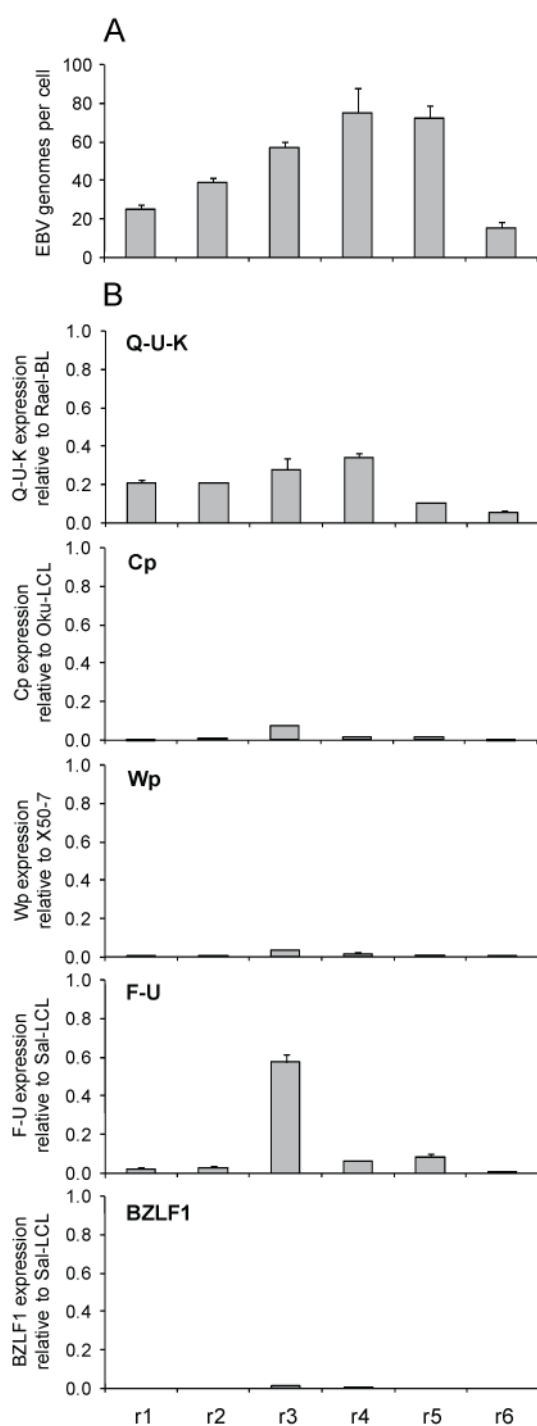 A
100
80
60
40
20
0
EBV genomes per cell
B
Q-U-K
1.0
0.8
0.6
0.4
0.2
0.0
Q-U-K expression
relative to Rael-BL
Cp
1.0
0.8
0.6
0.4
0.2
0.0
Cp expression
relative to Oku-LCL
Wp
1.0
0.8
0.6
0.4
0.2
0.0
Wp expression
relative to X50-7
F-U
1.0
0.8
0.6
0.4
0.2
0.0
F-U expression
relative to Sal-LCL
BZLF1
1.0
0.8
0.6
0.4
0.2
0.0
BZLF1 expression
relative to Sal-LCL
r1 r2 r3 r4 r5 r6